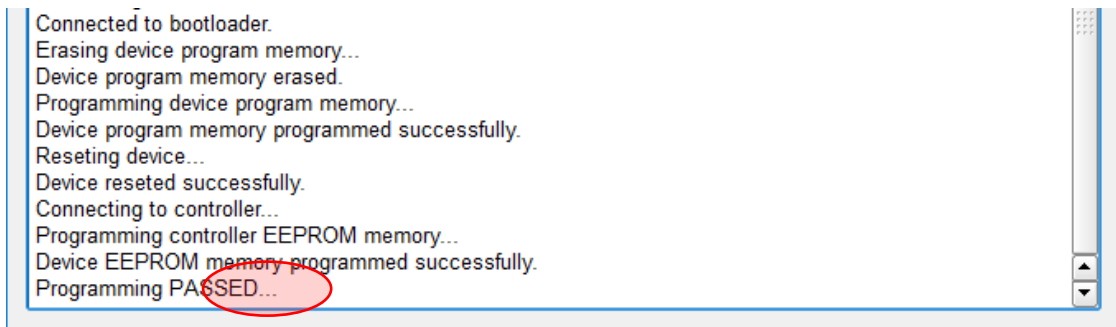 Connected to bootloader.
Erasing device program memory...
Device program memory erased.
Programming device program memory...
Device program memory programmed successfully.
Reseting device...
Device reseted successfully.
Connecting to controller...
Programming controller EEPROM memory...
Device EEPROM memory programmed successfully.
Programming PASSED...